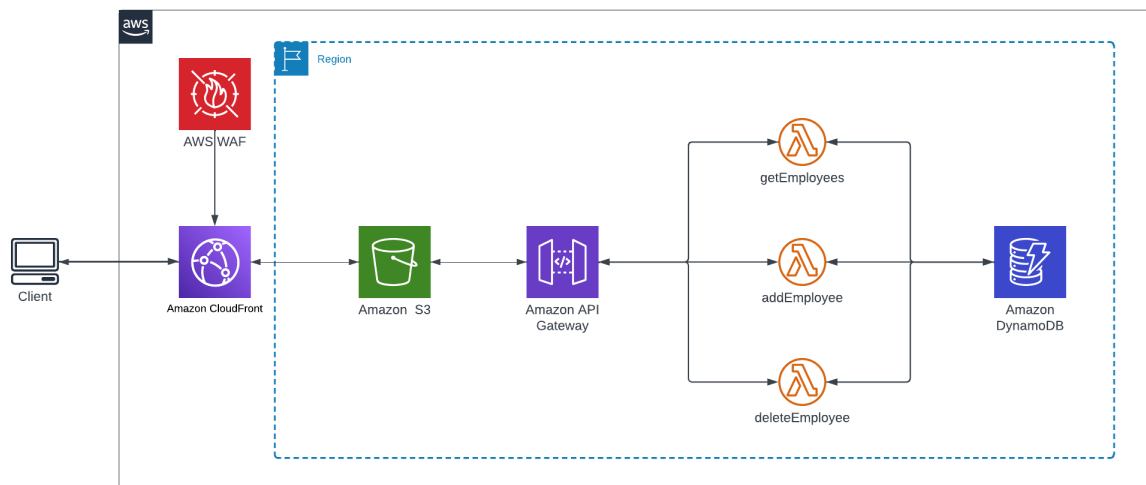 aws
Region
AWS WAF
getEmployees
Client
Amazon CloudFront
Amazon S3
Amazon API
Gateway
addEmployee
Amazon
DynamoDB
deleteEmployee